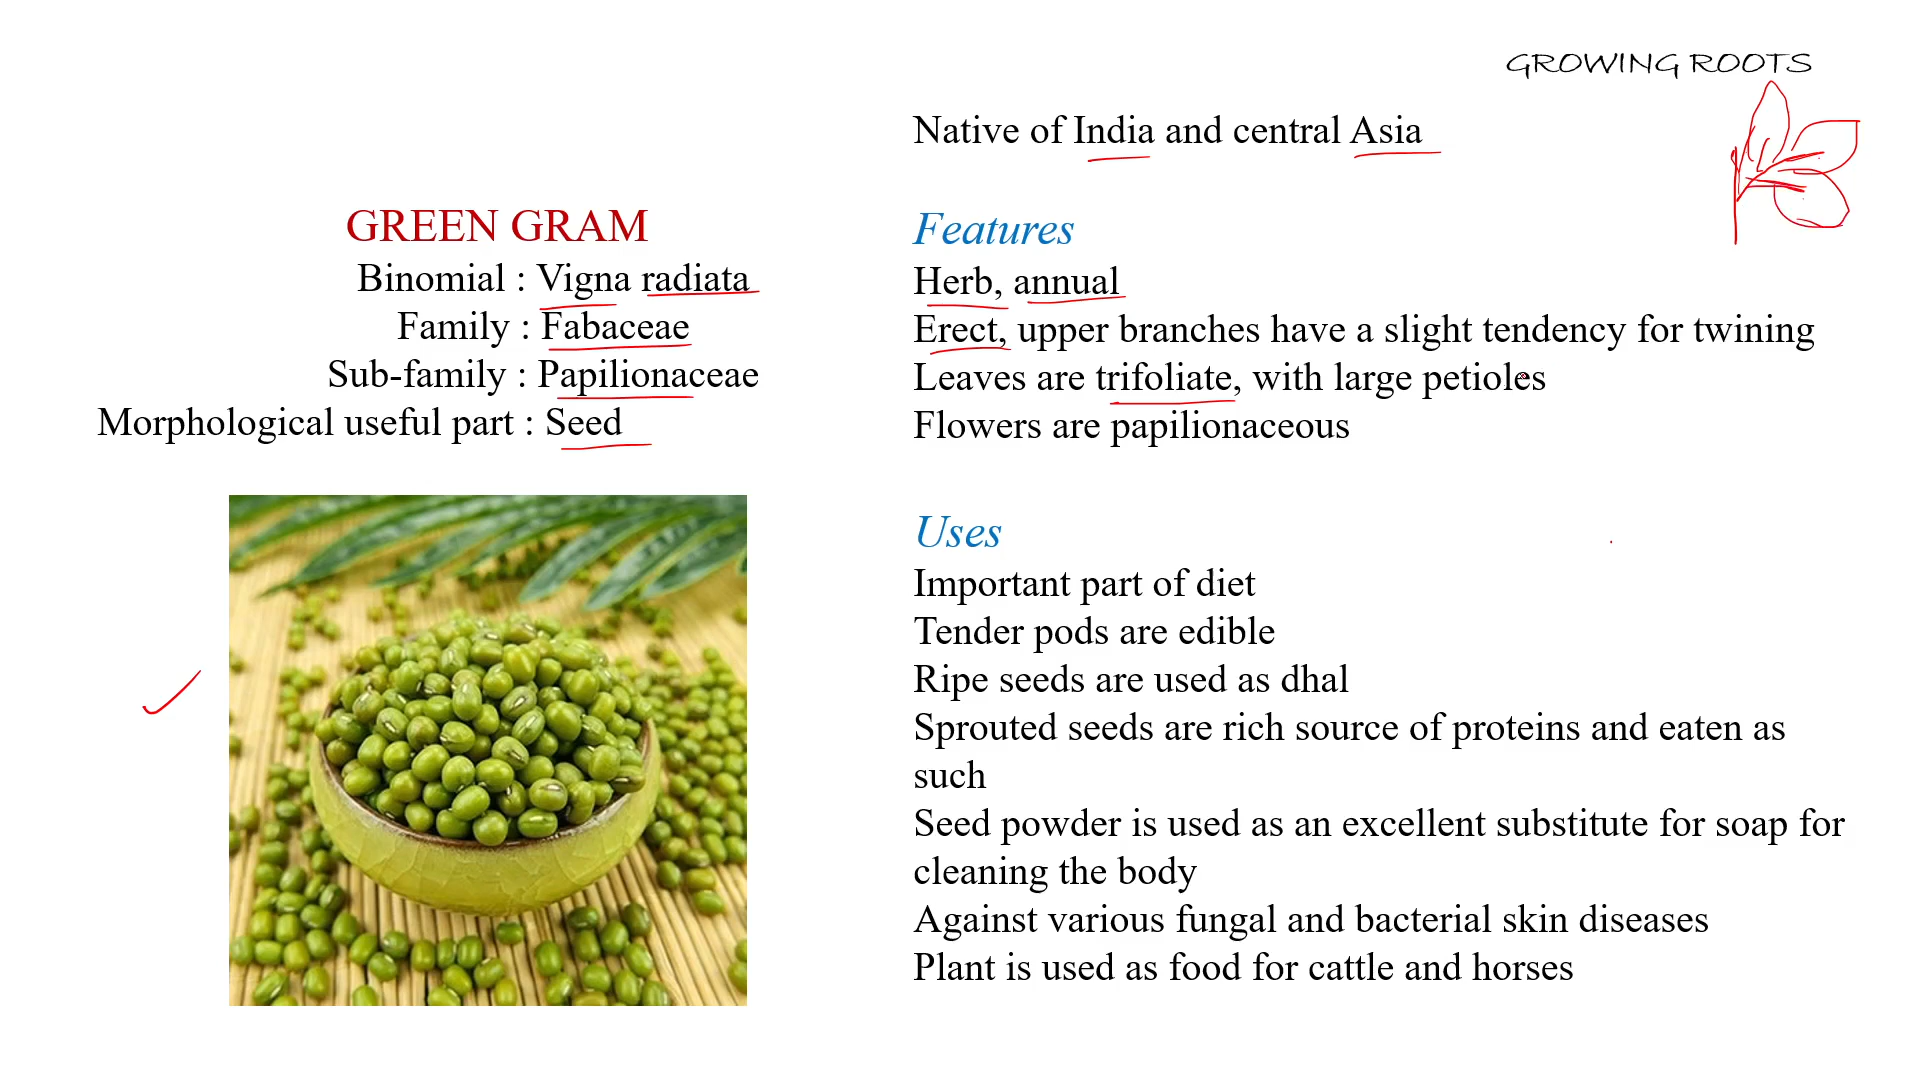 GROWING ROOTS
GREEN GRAM
Binomial : Vigna radiata
Family : Fabaceae
Sub-family : Papilionaceae
Morphological useful part : Seed
Native of India and central Asia
Features
Herb, annual
Erect, upper branches have a slight tendency for twining
Leaves are trifoliate, with large petioles
Flowers are papilionaceous
Uses
Important part of diet
Tender pods are edible
Ripe seeds are used as dhal
Sprouted seeds are rich source of proteins and eaten as
such
Seed powder is used as an excellent substitute for soap for
cleaning the body
Against various fungal and bacterial skin diseases
Plant is used as food for cattle and horses